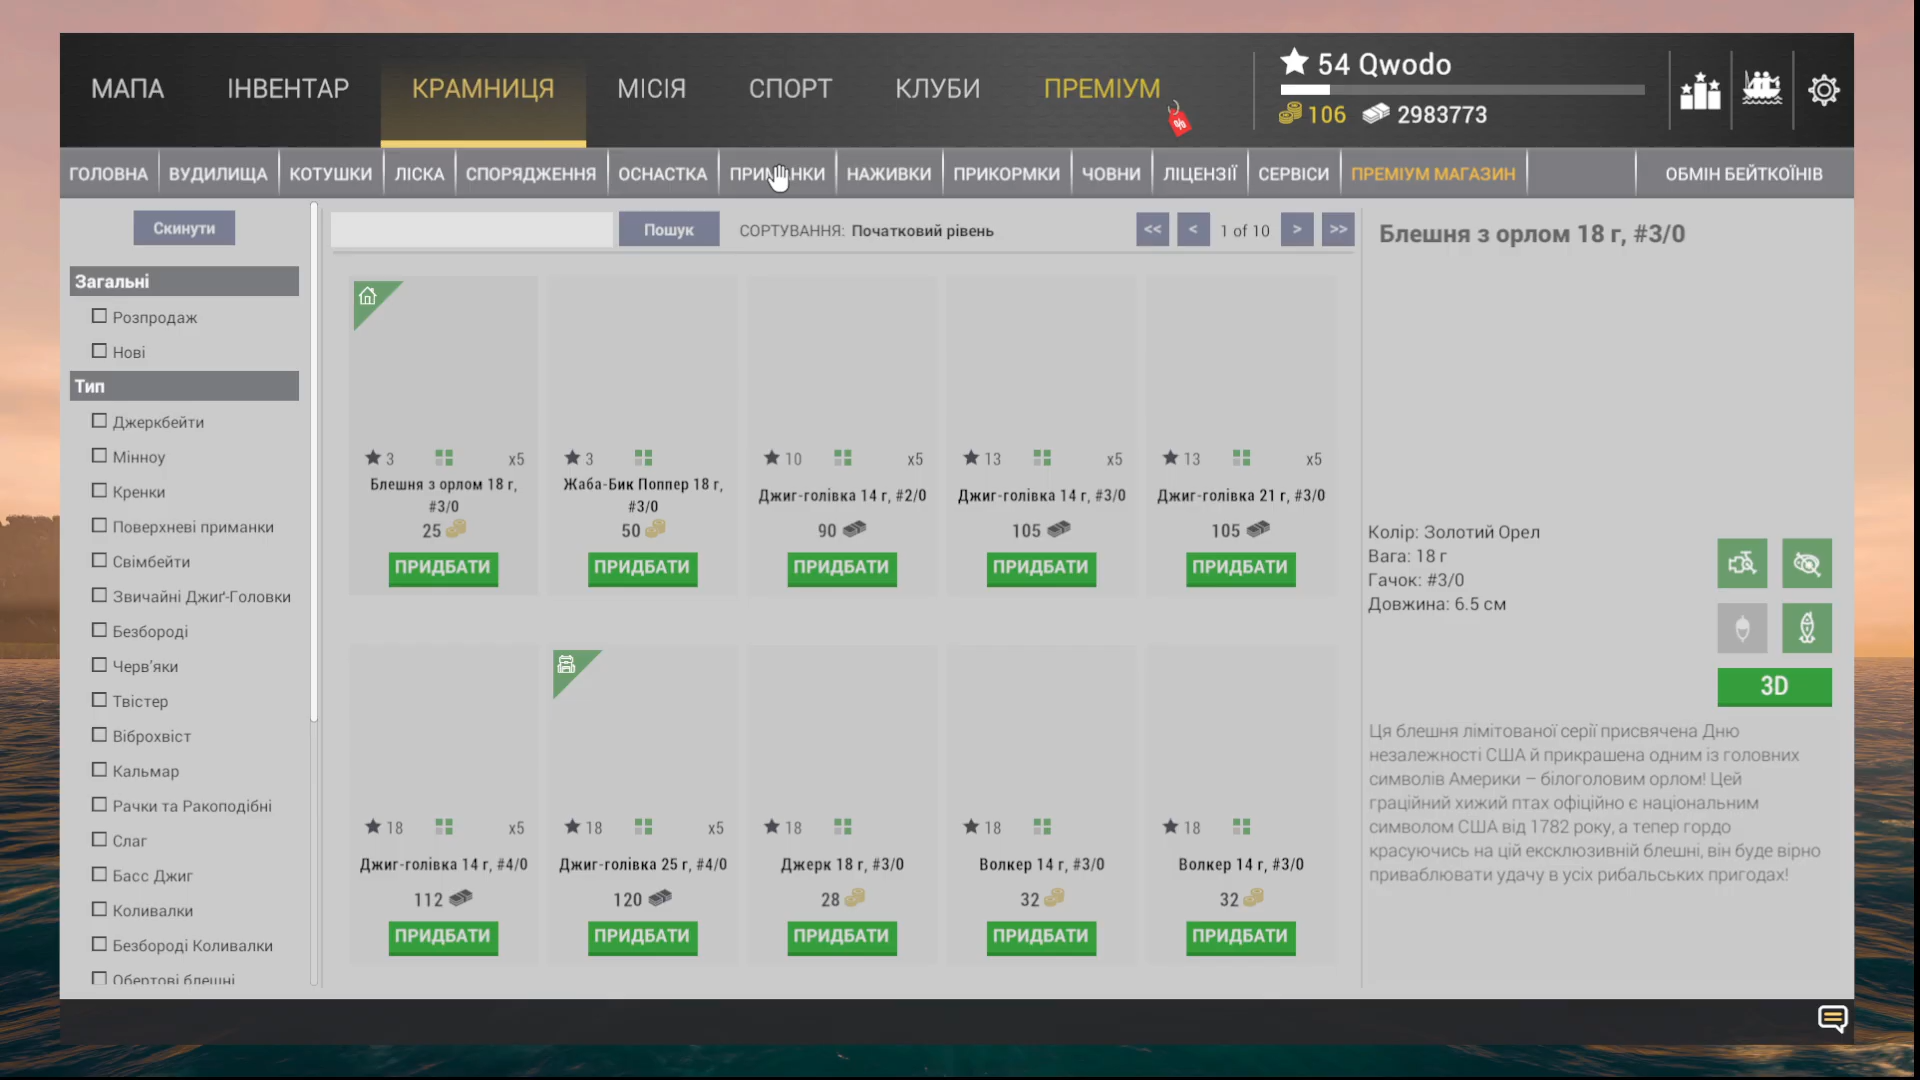 МАПА ІНВЕНТАР КРАМНИЦЯ МІСІЯ СПОРТ КЛУБИ ПРЕМІУМ
%
54 Qwodo
106 2983773
ГОЛОВНА ВУДИЛИЩА КОТУШКИ ЛІСКА СПОРЯДЖЕННЯ ОСНАСТКА ПРИМАНКИ НАЖИВКИ ПРИКОРМКИ ЧОВНИ ЛІЦЕНЗІЇ СЕРВІСИ ПРЕМІУМ МАГАЗИН ОБМІН БЕЙТКОЇНІВ
Скинути
Загальні
Розпродаж
Нові
Тип
Джеркбейти
Мінноу
Кренки
Поверхневі приманки
Свімбейти
Звичайні Джиґ-Головки
Безбороді
Черв'яки
Твістер
Віброхвіст
Кальмар
Рачки та Ракоподібні
Слаг
Басс Джиг
Коливалки
Безбороді Коливалки
Обертові блешні
Пошук СОРТУВАННЯ: Початковий рівень << < 1 of 10 > >>
3 x5 3 10 x5 13 x5 13 x5
Блешня з орлом 18 г, #3/0
Жаба-Бик Поппер 18 г, #3/0
Джиг-голівка 14 г, #2/0
Джиг-голівка 14 г, #3/0
Джиг-голівка 21 г, #3/0
25 50 90 105 105
ПРИДБАТИ ПРИДБАТИ ПРИДБАТИ ПРИДБАТИ ПРИДБАТИ
18 x5 18 x5 18 18 18
Джиг-голівка 14 г, #4/0 Джиг-голівка 25 г, #4/0 Джерк 18 г, #3/0 Волкер 14 г, #3/0 Волкер 14 г, #3/0
112 120 28 32 32
ПРИДБАТИ ПРИДБАТИ ПРИДБАТИ ПРИДБАТИ ПРИДБАТИ
Блешня з орлом 18 г, #3/0
Колір: Золотий Орел
Вага: 18 г
Гачок: #3/0
Довжина: 6.5 см
3D
Ця блешня лімітованої серії присвячена Дню
незалежності США й прикрашена одним із головних
символів Америки – білоголовим орлом! Цей
граційний хижий птах офіційно є національним
символом США від 1782 року, а тепер гордо
красуючись на цій ексклюзивній блешні, він буде вірно
приваблювати удачу в усіх рибальських пригодах!